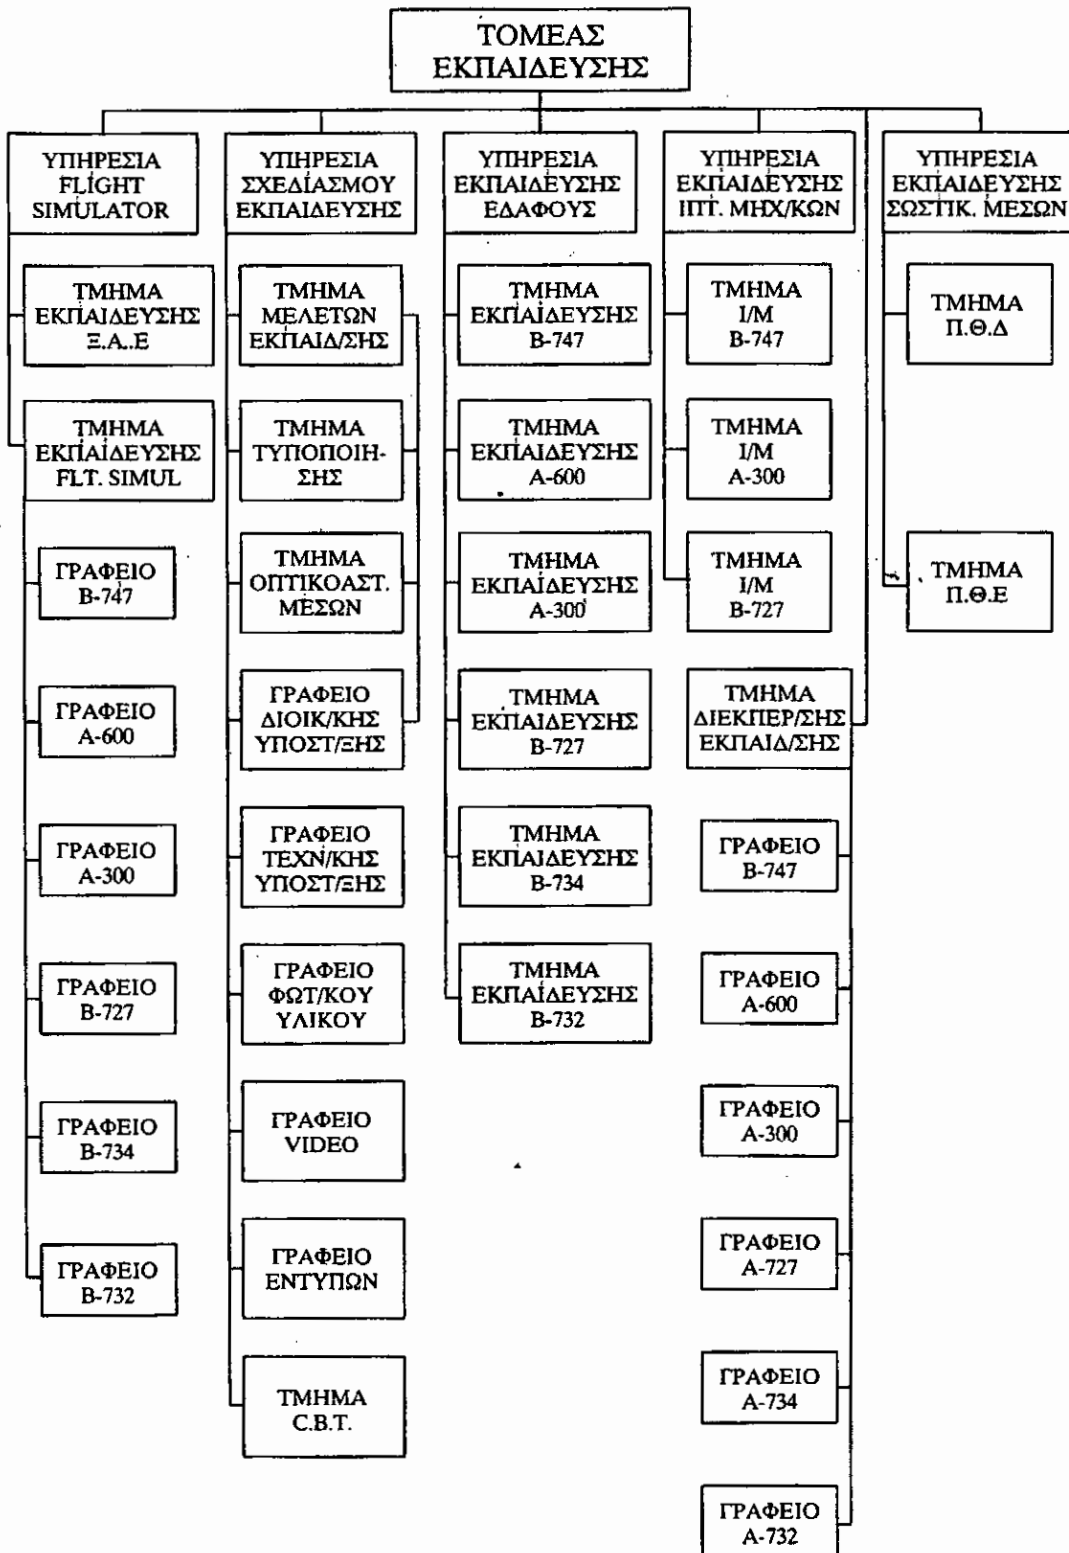 ΤΟΜΕΑΣ
ΕΚΠΑΙΔΕΥΣΗΣ
ΥΠΗΡΕΣΙΑ
FLIGHT
SIMULATOR
ΤΜΗΜΑ
ΕΚΠΑΙΔΕΥΣΗΣ
Ξ.Α..Ε
ΤΜΗΜΑ
ΕΚΠΑΙΔΕΥΣΗΣ
FLT. SIMUL
ΓΡΑΦΕΙΟ
B-747
ΓΡΑΦΕΙΟ
A-600
ΓΡΑΦΕΙΟ
A-300
ΓΡΑΦΕΙΟ
B-727
ΓΡΑΦΕΙΟ
B-734
ΓΡΑΦΕΙΟ
B-732
ΥΠΗΡΕΣΙΑ
ΣΧΕΔΙΑΣΜΟΥ
ΕΚΠΑΙΔΕΥΣΗΣ
ΤΜΗΜΑ
ΜΕΛΕΤΩΝ
ΕΚΠΑΙΔ/ΣΗΣ
ΤΜΗΜΑ
ΤΥΠΟΠΟΙΗ-
ΣΗΣ
ΤΜΗΜΑ
ΟΠΤΙΚΟΑΣΤ.
ΜΕΣΩΝ
ΓΡΑΦΕΙΟ
ΔΙΟΙΚ/ΚΗΣ
ΥΠΟΣΤ/ΞΗΣ
ΓΡΑΦΕΙΟ
ΤΕΧΝ/ΚΗΣ
ΥΠΟΣΤ/ΞΗΣ
ΓΡΑΦΕΙΟ
ΦΩΤ/ΚΟΥ
ΥΛΙΚΟΥ
ΓΡΑΦΕΙΟ
VIDEO
ΓΡΑΦΕΙΟ
ΕΝΤΥΠΩΝ
ΤΜΗΜΑ
C.B.T.
ΥΠΗΡΕΣΙΑ
ΕΚΠΑΙΔΕΥΣΗΣ
ΕΔΑΦΟΥΣ
ΤΜΗΜΑ
ΕΚΠΑΙΔΕΥΣΗΣ
B-747
ΤΜΗΜΑ
ΕΚΠΑΙΔΕΥΣΗΣ
A-600
ΤΜΗΜΑ
ΕΚΠΑΙΔΕΥΣΗΣ
A-300
ΤΜΗΜΑ
ΕΚΠΑΙΔΕΥΣΗΣ
B-727
ΤΜΗΜΑ
ΕΚΠΑΙΔΕΥΣΗΣ
B-734
ΤΜΗΜΑ
ΕΚΠΑΙΔΕΥΣΗΣ
B-732
ΥΠΗΡΕΣΙΑ
ΕΚΠΑΙΔΕΥΣΗΣ
ΙΠΤ. ΜΗΧ/ΚΩΝ
ΤΜΗΜΑ
Ι/Μ
B-747
ΤΜΗΜΑ
Ι/Μ
A-300
ΤΜΗΜΑ
Ι/Μ
B-727
ΤΜΗΜΑ
ΔΙΕΚΠΕΡ/ΣΗΣ
ΕΚΠΑΙΔ/ΣΗΣ
ΓΡΑΦΕΙΟ
B-747
ΓΡΑΦΕΙΟ
A-600
ΓΡΑΦΕΙΟ
A-300
ΓΡΑΦΕΙΟ
A-727
ΓΡΑΦΕΙΟ
A-734
ΓΡΑΦΕΙΟ
A-732
ΥΠΗΡΕΣΙΑ
ΕΚΠΑΙΔΕΥΣΗΣ
ΣΩΣΤΙΚ. ΜΕΣΩΝ
ΤΜΗΜΑ
Π.Θ.Δ
ΤΜΗΜΑ
Π.Θ.Ε